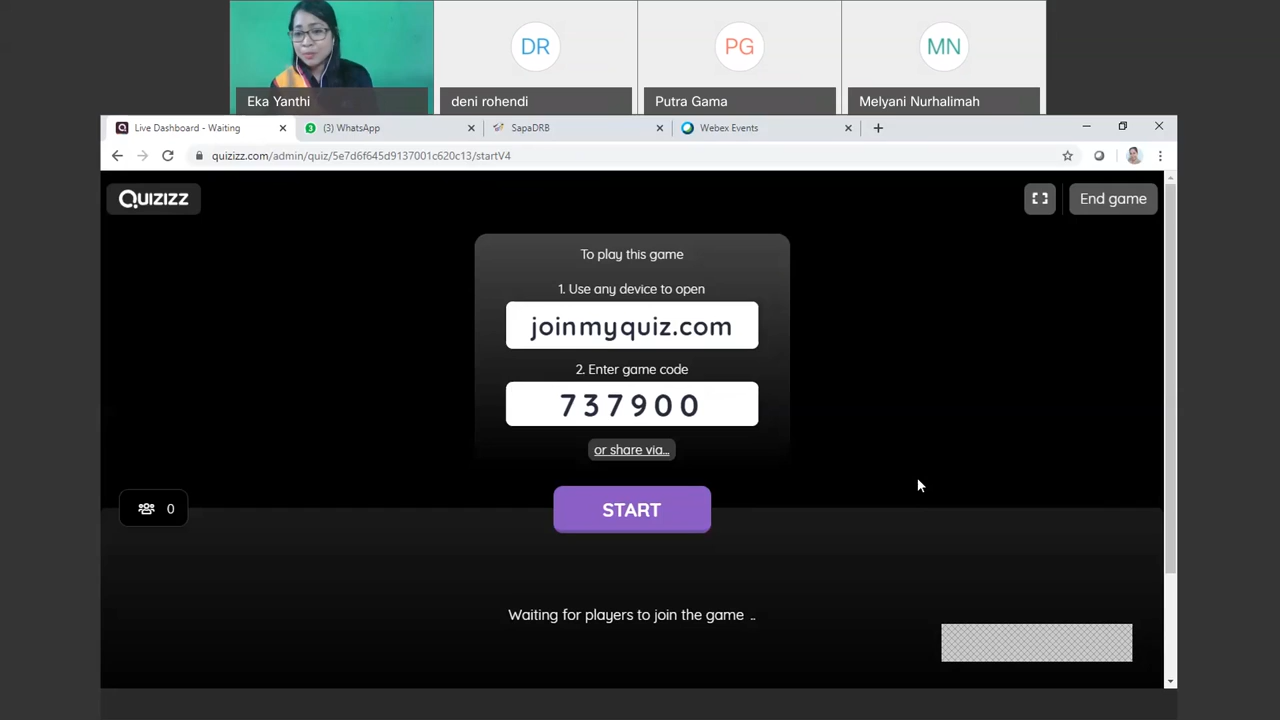 DR
PG
MN
Eka Yanthi
deni rohendi
Putra Gama
Melyani Nurhalimah
Live Dashboard - Waiting
(3) WhatsApp
SapaDRB
Webex Events
quizizz.com/admin/quiz/5e7d6f645d9137001c620c13/startV4
QUIZIZZ
End game
To play this game
1. Use any device to open
joinmyquiz.com
2. Enter game code
737900
or share via...
0
START
Waiting for players to join the game ..